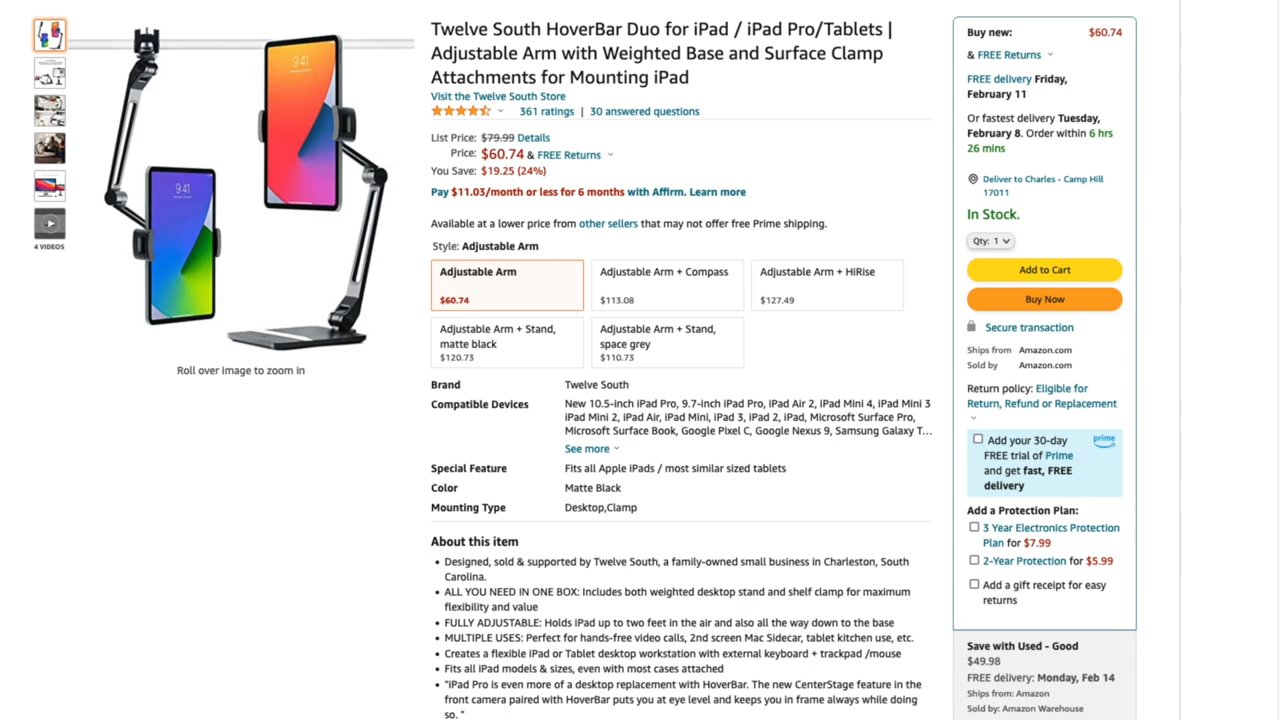 4 VIDEOS
9:41
9:41
Roll over image to zoom in
Twelve South HoverBar Duo for iPad / iPad Pro/Tablets |
Adjustable Arm with Weighted Base and Surface Clamp
Attachments for Mounting iPad
Visit the Twelve South Store
361 ratings | 30 answered questions
List Price: $79.99 Details
Price: $60.74 & FREE Returns
You Save: $19.25 (24%)
Pay $11.03/month or less for 6 months with Affirm. Learn more
Available at a lower price from other sellers that may not offer free Prime shipping.
Style: Adjustable Arm
Adjustable Arm
$60.74
Adjustable Arm + Compass
$113.08
Adjustable Arm + HiRise
$127.49
Adjustable Arm + Stand,
matte black
$120.73
Adjustable Arm + Stand,
space grey
$110.73
Brand Twelve South
Compatible Devices New 10.5-inch iPad Pro, 9.7-inch iPad Pro, iPad Air 2, iPad Mini 4, iPad Mini 3
iPad Mini 2, iPad Air, iPad Mini, iPad 3, iPad 2, iPad, Microsoft Surface Pro,
Microsoft Surface Book, Google Pixel C, Google Nexus 9, Samsung Galaxy T...
See more
Special Feature Fits all Apple iPads / most similar sized tablets
Color Matte Black
Mounting Type Desktop,Clamp
About this item
• Designed, sold & supported by Twelve South, a family-owned small business in Charleston, South
Carolina.
• ALL YOU NEED IN ONE BOX: Includes both weighted desktop stand and shelf clamp for maximum
flexibility and value
• FULLY ADJUSTABLE: Holds iPad up to two feet in the air and also all the way down to the base
• MULTIPLE USES: Perfect for hands-free video calls, 2nd screen Mac Sidecar, tablet kitchen use, etc.
• Creates a flexible iPad or Tablet desktop workstation with external keyboard + trackpad /mouse
• Fits all iPad models & sizes, even with most cases attached
• "iPad Pro is even more of a desktop replacement with HoverBar. The new CenterStage feature in the
front camera paired with HoverBar puts you at eye level and keeps you in frame always while doing
so. "
Buy new: $60.74
& FREE Returns
FREE delivery Friday,
February 11
Or fastest delivery Tuesday,
February 8. Order within 6 hrs
26 mins
Deliver to Charles - Camp Hill
17011
In Stock.
Qty: 1
Add to Cart
Buy Now
Secure transaction
Ships from Amazon.com
Sold by Amazon.com
Return policy: Eligible for
Return, Refund or Replacement
Add your 30-day
FREE trial of Prime
and get fast, FREE
delivery
prime
Add a Protection Plan:
3 Year Electronics Protection
Plan for $7.99
2-Year Protection for $5.99
Add a gift receipt for easy
returns
Save with Used - Good
$49.98
FREE delivery: Monday, Feb 14
Ships from: Amazon
Sold by: Amazon Warehouse